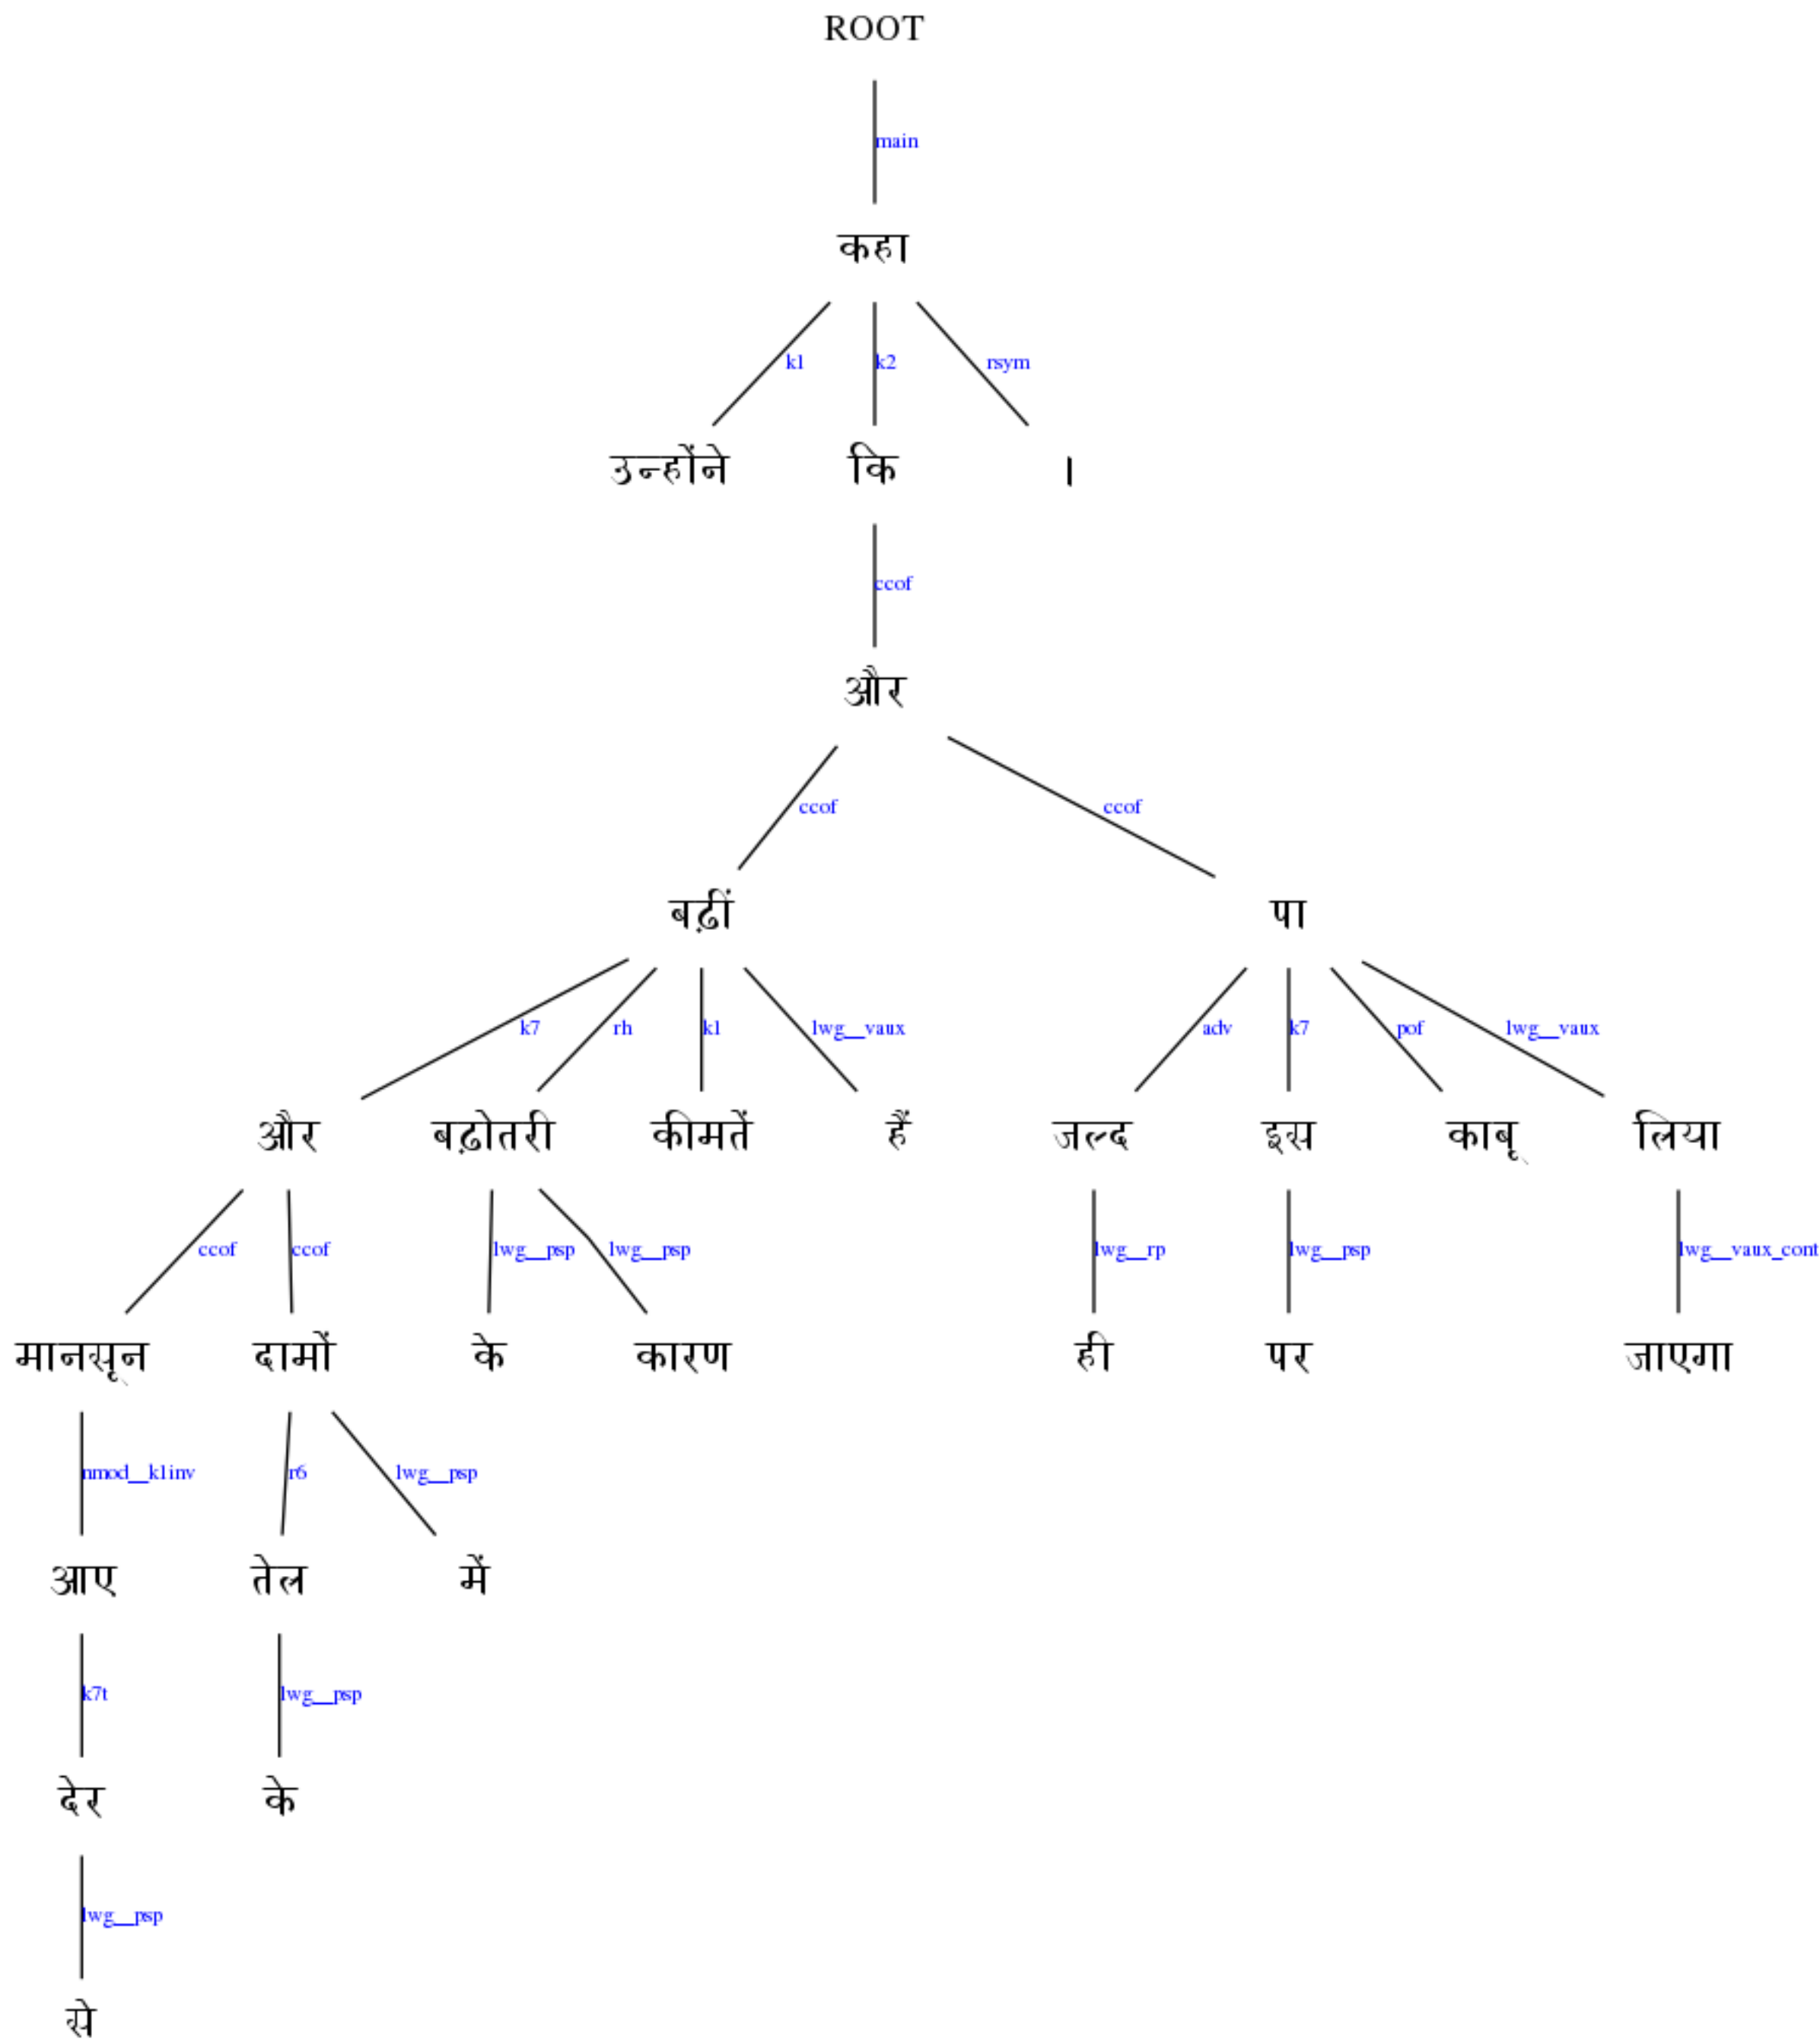 ROOT
main
कहा
k1 k2 rsym
उन्होंने कि ।
ccof
और
ccof ccof
बढ़ीं पा
k7 rh k1 lwg__vaux adv k7 pof lwg__vaux
और बढ़ोतरी कीमतें हैं जल्द इस काबू लिया
ccof ccof lwg__psp lwg__psp lwg__rp lwg__psp lwg__vaux_cont
मानसून दामों के कारण ही पर जाएगा
nmod__k1inv r6 lwg__psp
आए तेल में
k7t lwg__psp
देर के
lwg__psp
से